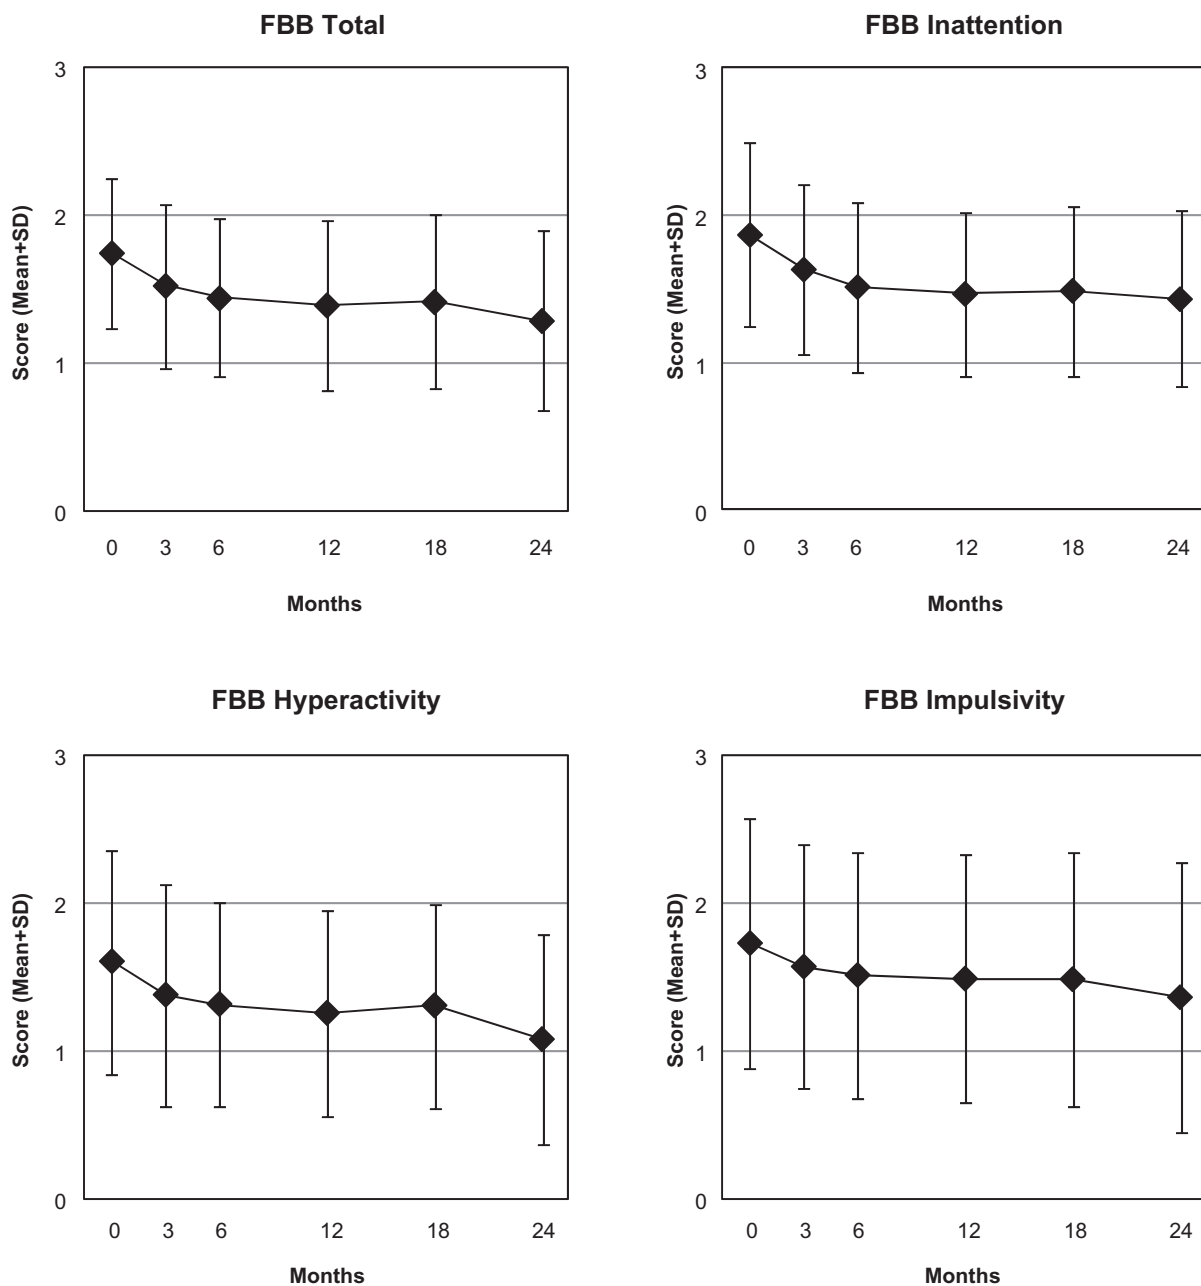 FBB Total
3
2
1
0
Score (Mean+SD)
0 3 6 12 18 24
Months
FBB Inattention
3
2
1
0
Score (Mean+SD)
0 3 6 12 18 24
Months
FBB Hyperactivity
3
2
1
0
Score (Mean+SD)
0 3 6 12 18 24
Months
FBB Impulsivity
3
2
1
0
Score (Mean+SD)
0 3 6 12 18 24
Months